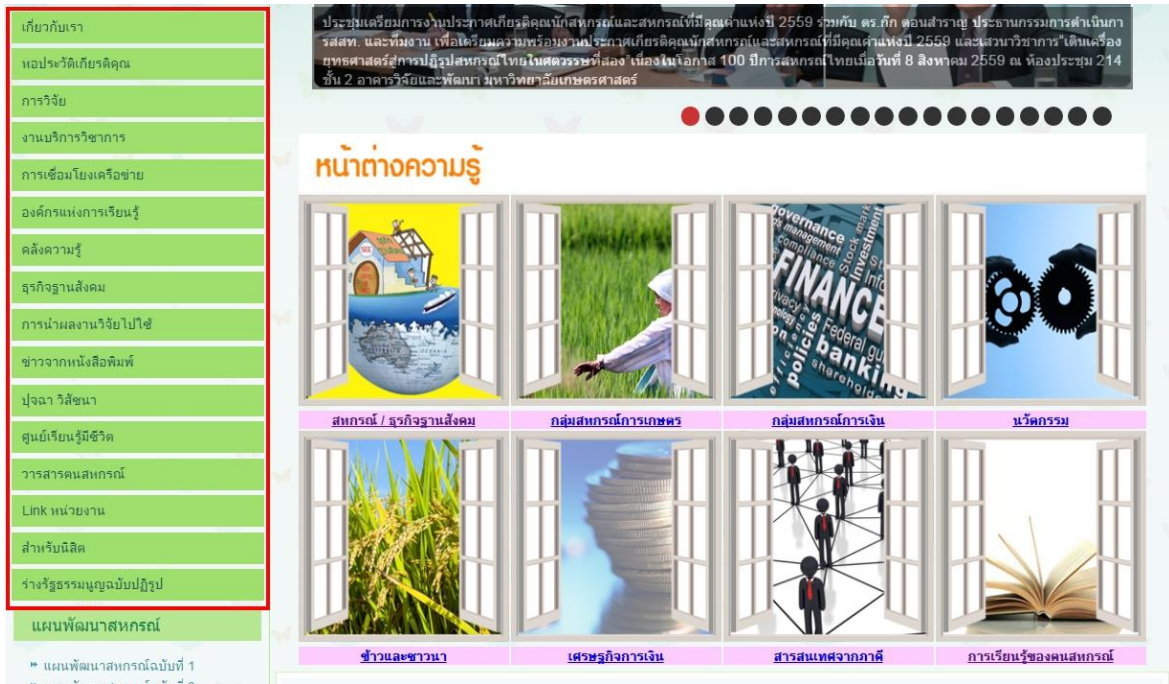 เกี่ยวกับเรา
หอประวัติเกียรติคุณ
การวิจัย
งานบริการวิชาการ
การเชื่อมโยงเครือข่าย
องค์กรแห่งการเรียนรู้
คลังความรู้
ธุรกิจฐานสังคม
การนำผลงานวิจัยไปใช้
ข่าวจากหนังสือพิมพ์
ปุจฉา วิสัชนา
ศูนย์เรียนรู้มีชีวิต
วารสารคนสหกรณ์
Link หน่วยงาน
สำหรับนิสิต
ร่างรัฐธรรมนูญฉบับปฏิรูป
แผนพัฒนาสหกรณ์
แผนพัฒนาสหกรณ์ฉบับที่ 1
ประชุมเตรียมการงานประกาศเกียรติคุณนักสหกรณ์และสหกรณ์ที่มีคุณค่าแห่งปี 2559 ร่วมกับ ดร.กัก ดอนสำราญ ประธานกรรมการดำเนินกา
รสสท. และทีมงาน เพื่อเตรียมความพร้อมงานประกาศเกียรติคุณนักสหกรณ์และสหกรณ์ที่มีคุณค่าแห่งปี 2559 และเสวนาวิชาการ"เดินเครื่อง
ยุทธศาสตร์สู่การปฏิรูปสหกรณ์ไทยในศตวรรษที่สอง"เนื่องในโอกาส 100 ปีการสหกรณ์ไทยเมื่อวันที่ 8 สิงหาคม 2559 ณ ห้องประชุม 214
ชั้น 2 อาคารวิจัยและพัฒนา มหาวิทยาลัยเกษตรศาสตร์
หน้าต่างความรู้
governance
management
compliance
Stock mark
Investment
FINANCE
Federal
policies
banking
สหกรณ์ / ธุรกิจฐานสังคม
กลุ่มสหกรณ์การเกษตร
กลุ่มสหกรณ์การเงิน
นวัตกรรม
ข้าวและชาวนา
เศรษฐกิจการเงิน
สารสนเทศจากภาคี
การเรียนรู้ของคนสหกรณ์